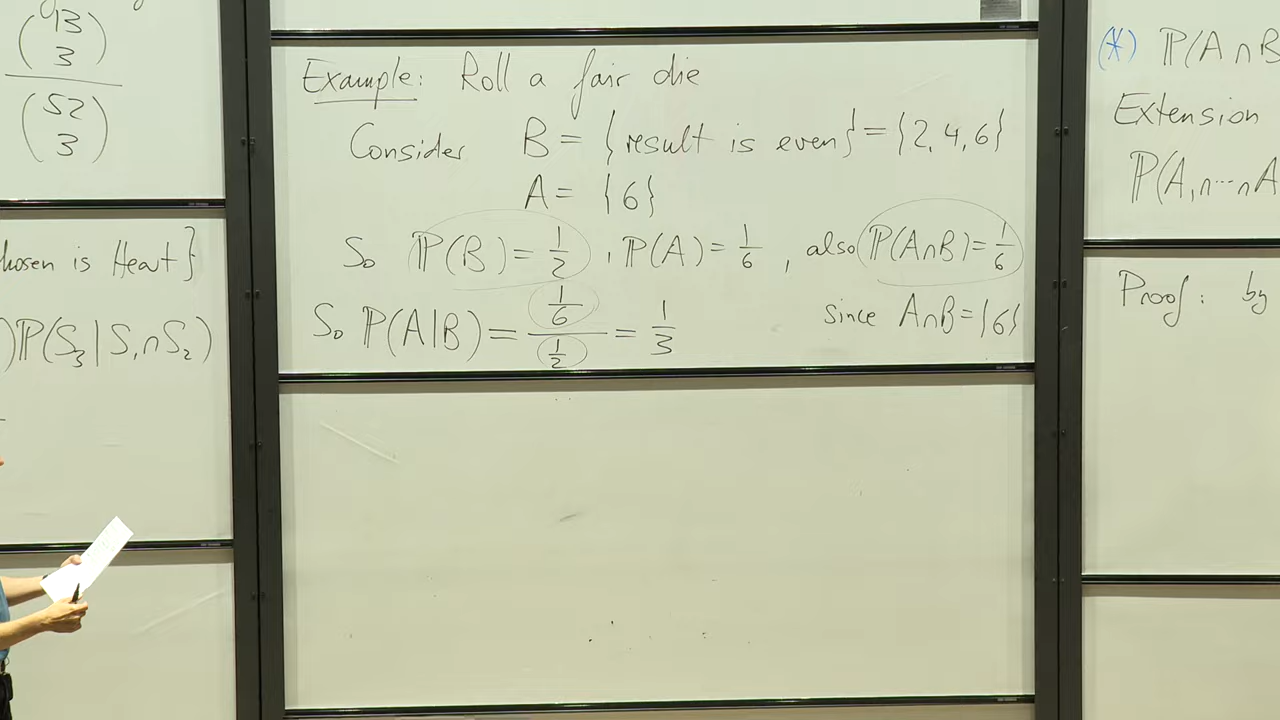 (13
3)
(52
3)
hosen is Heart}
)ℙ(S₃|S₁∩S₂)
Example: Roll a fair die
Consider B = {result is even} = {2,4,6}
A = {6}
So ℙ(B) = 1/2, ℙ(A) = 1/6, also ℙ(A∩B) = 1/6
So ℙ(A|B) = (1/6)/(1/2) = 1/3
since A∩B = {6}
(*) ℙ(A∩B
Extension
ℙ(A₁∩...∩A
Proof: by